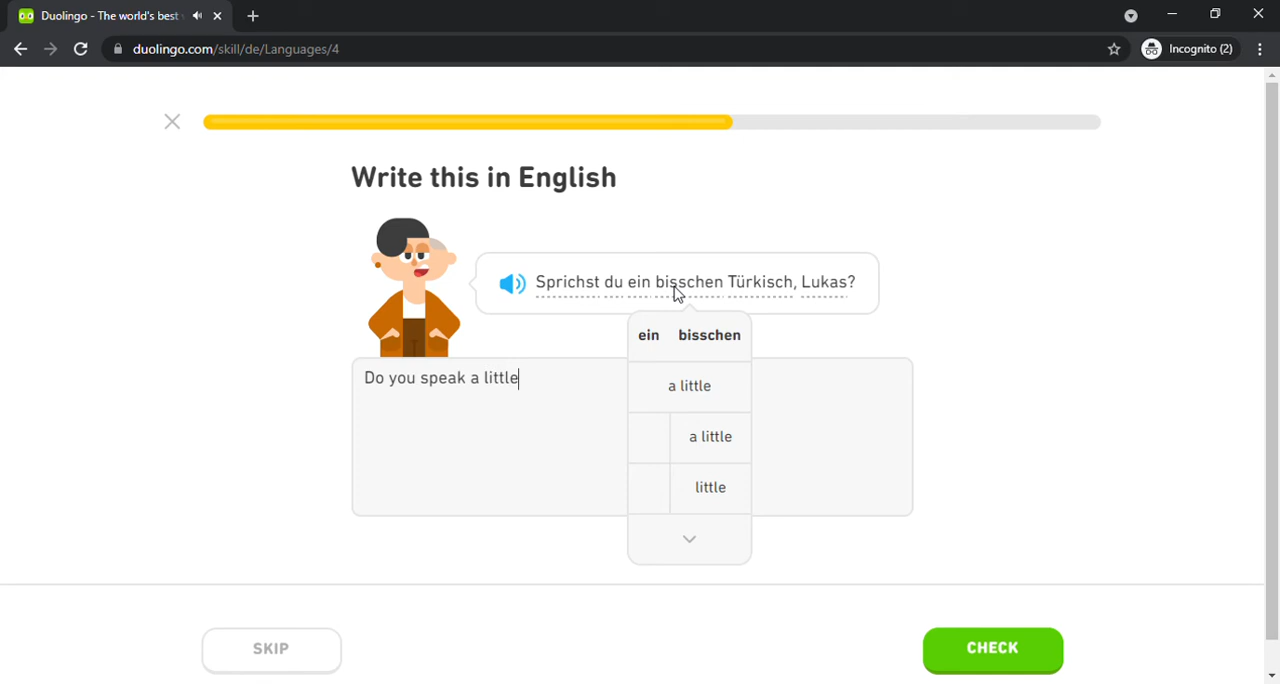 Duolingo - The world's best
duolingo.com/skill/de/Languages/4
Incognito (2)
Write this in English
Sprichst du ein bisschen Türkisch, Lukas?
ein bisschen
a little
a little
little
Do you speak a little
SKIP
CHECK